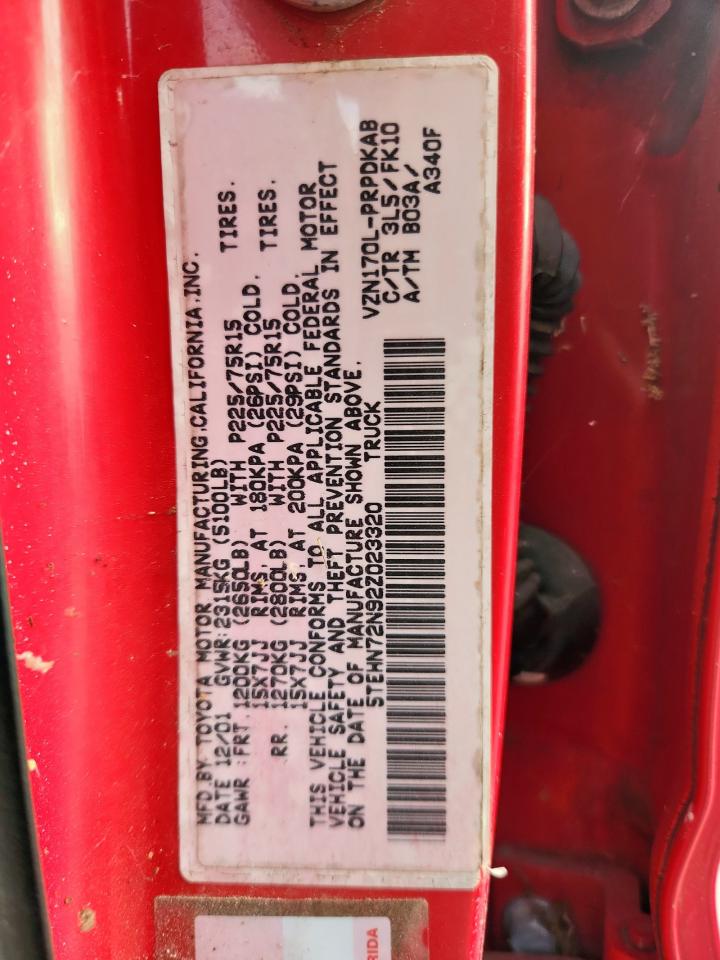 MFD.BY TOYOTA MOTOR MANUFACTURING,CALIFORNIA,INC.
DATE 12/01 GVWR:2315KG (5100LB)
GAWR :FRT. 1200KG (2650LB) WITH P225/75R15 TIRES.
15X7JJ RIMS, AT 180KPA (26PSI) COLD.
RR. 1270KG (2800LB) WITH P225/75R15 TIRES.
15X7JJ RIMS, AT 200KPA (29PSI) COLD.
THIS VEHICLE CONFORMS TO ALL APPLICABLE FEDERAL MOTOR
VEHICLE SAFETY AND THEFT PREVENTION STANDARDS IN EFFECT
ON THE DATE OF MANUFACTURE SHOWN ABOVE.
5TEHN72N92Z023320 TRUCK
VZN170L-PRPDKAB
C/TR 3L5/FK10
A/TM B03A/
A340F
RIDA